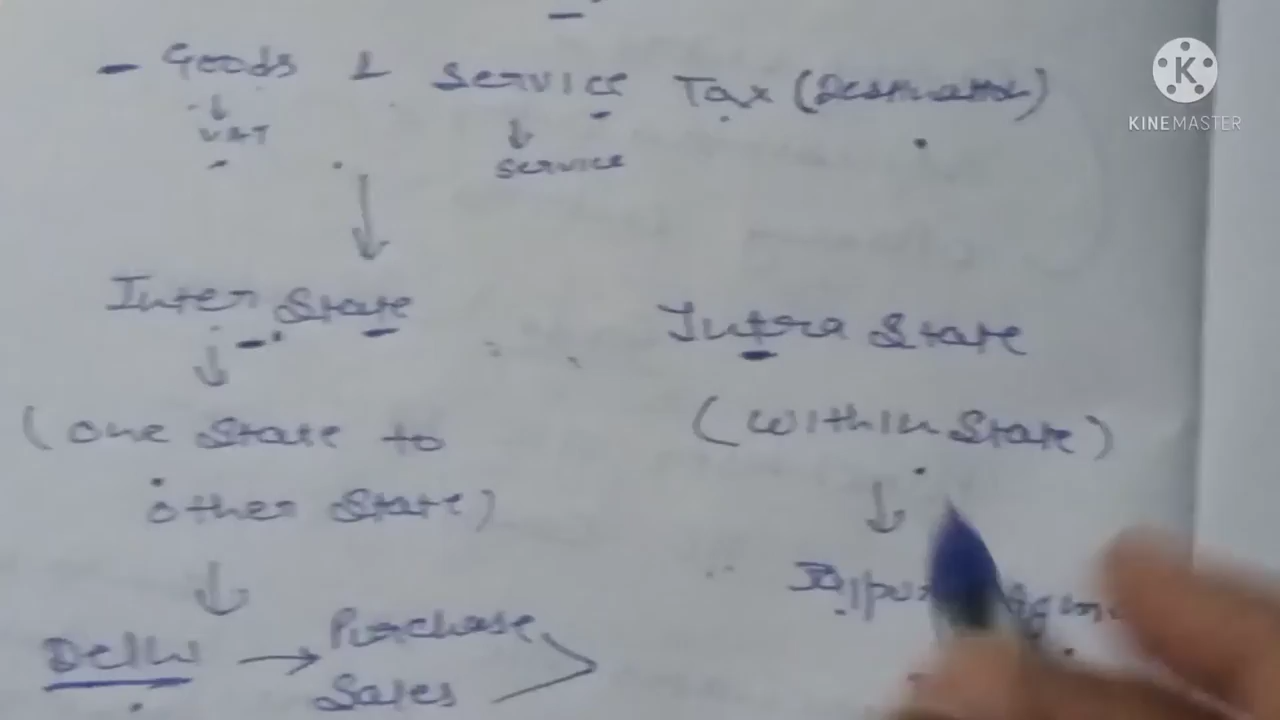 - Goods & Service Tax (Destination)
↓ VAT ↓ Service
Inter State
Intra State
(one State to
other State)
(within State)
Delhi → Purchase
Sales
KINEMASTER